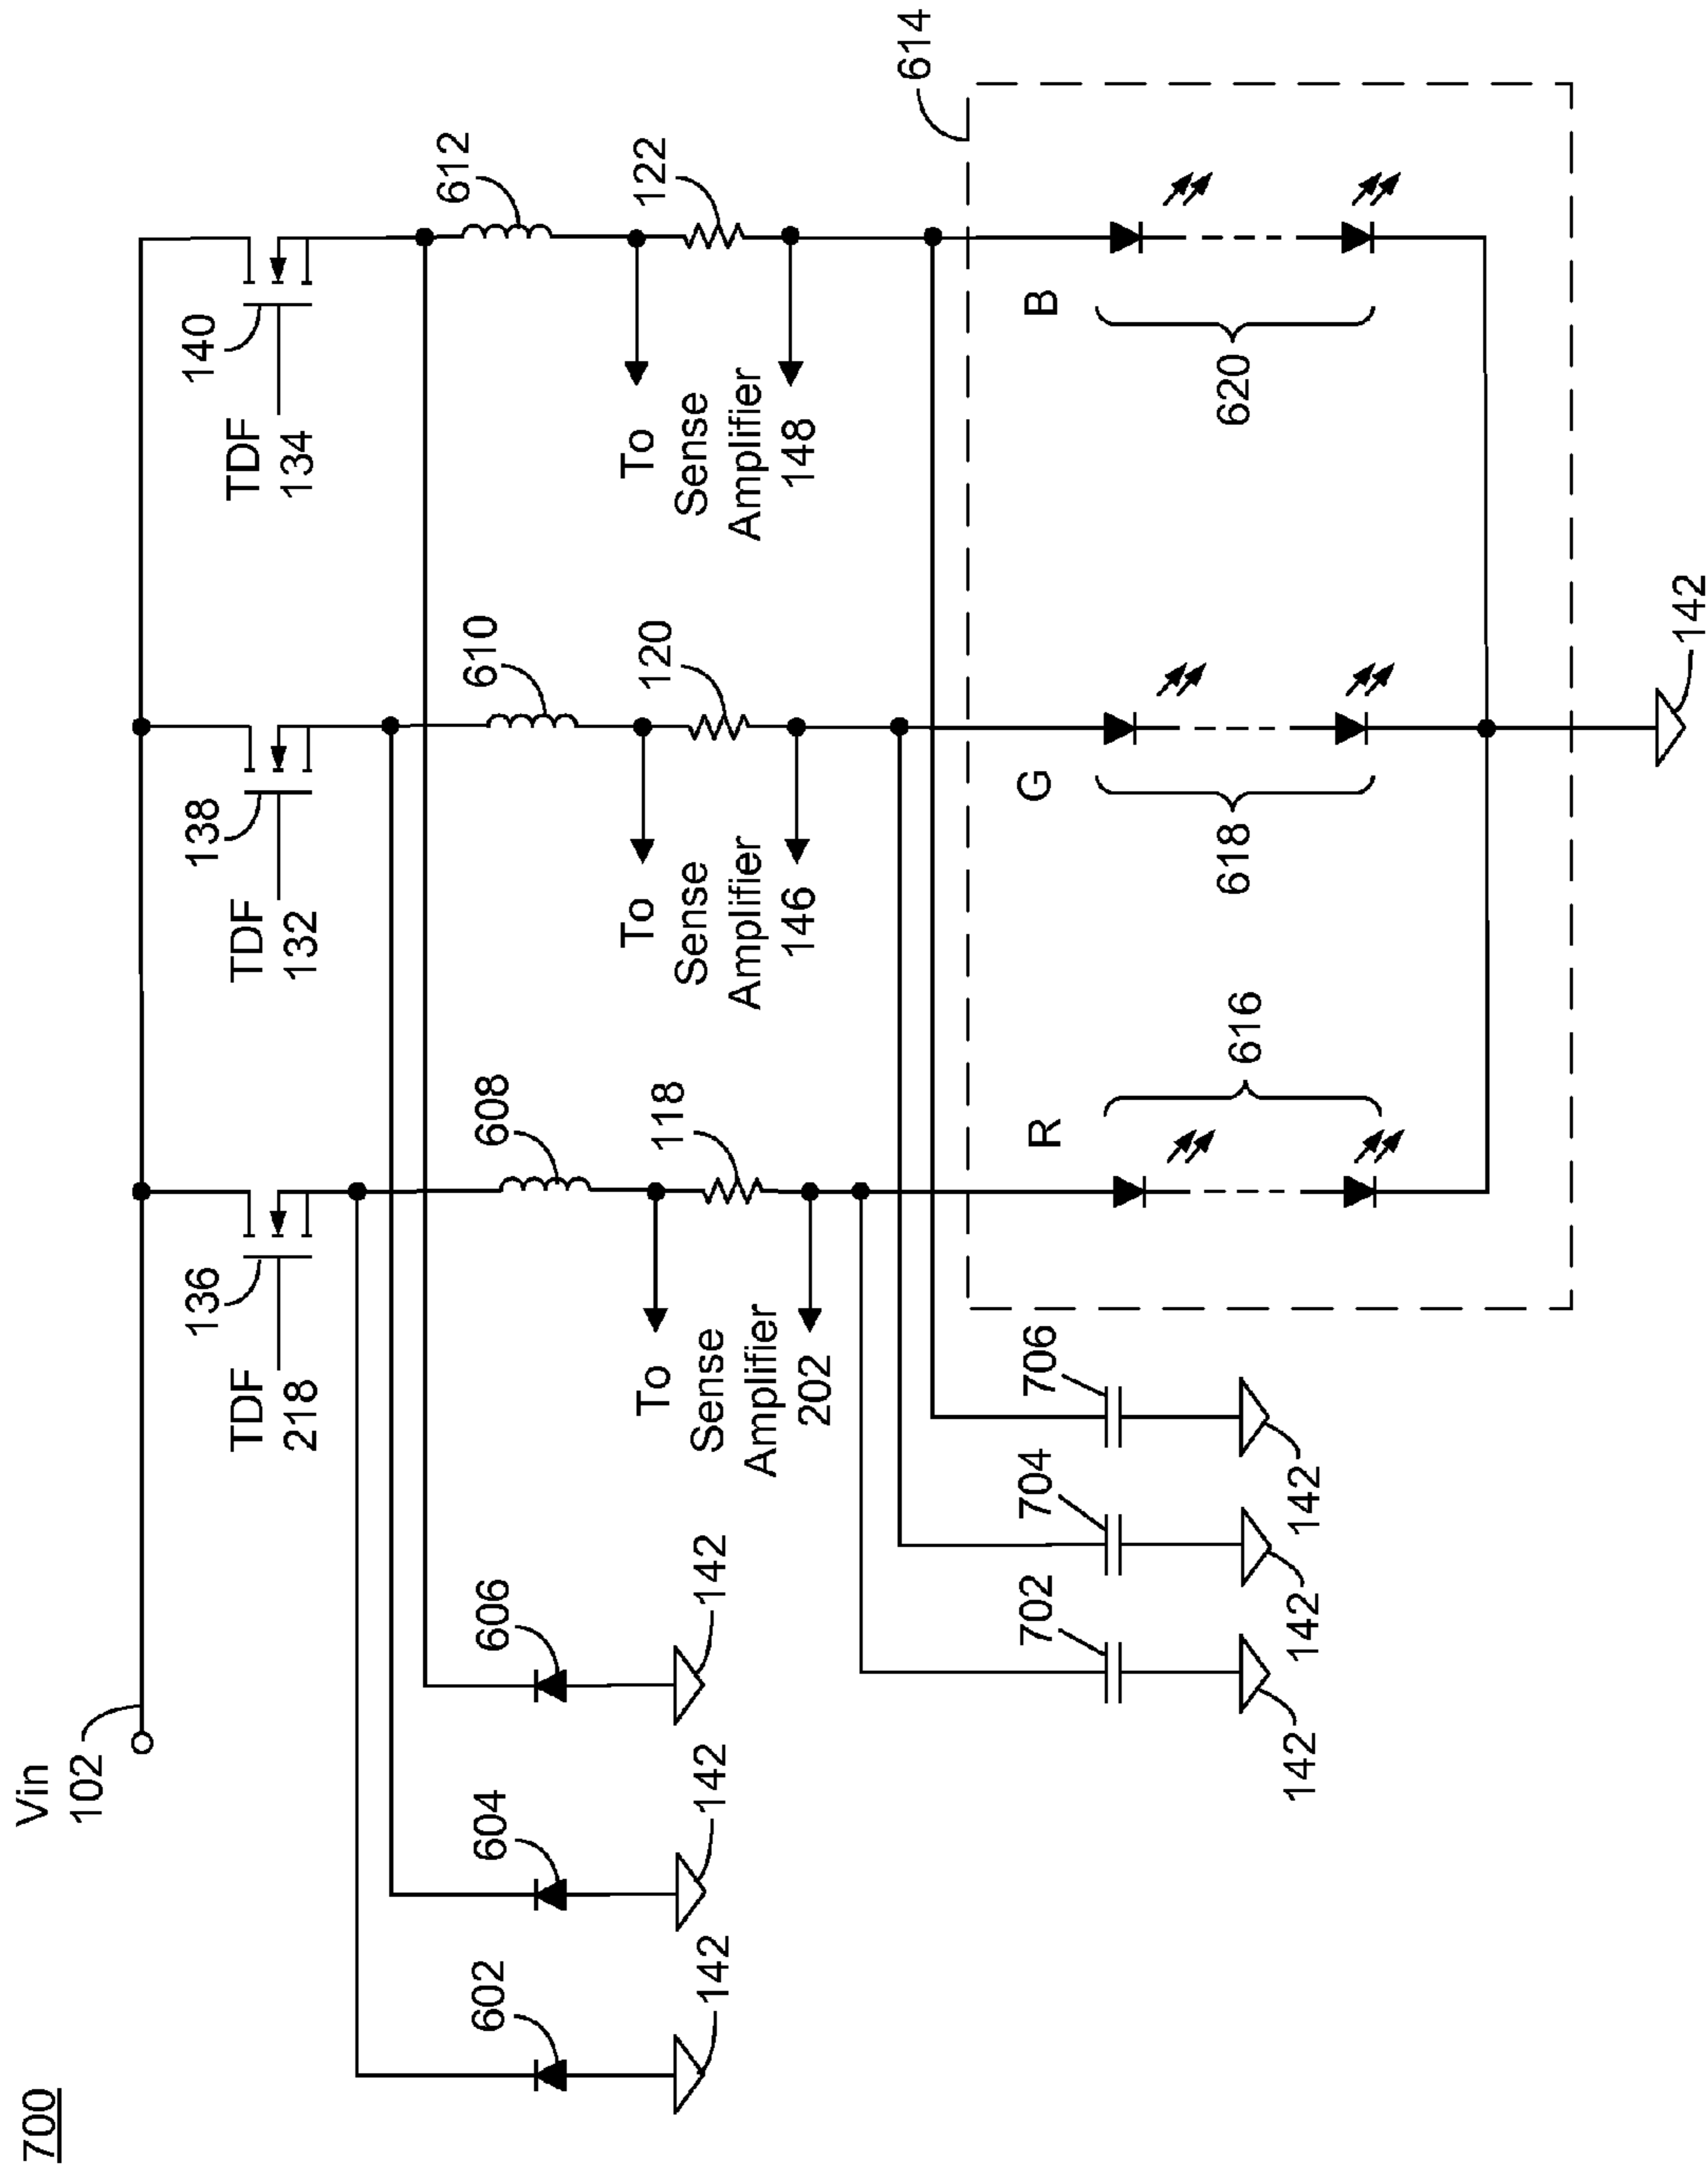 700
Vin
102
136
TDF
218
138
TDF
132
140
TDF
134
602
142
604
142
606
142
608
118
To
Sense
Amplifier
202
610
120
To
Sense
Amplifier
146
612
122
To
Sense
Amplifier
148
614
702
142
704
142
706
142
R
616
G
618
B
620
142